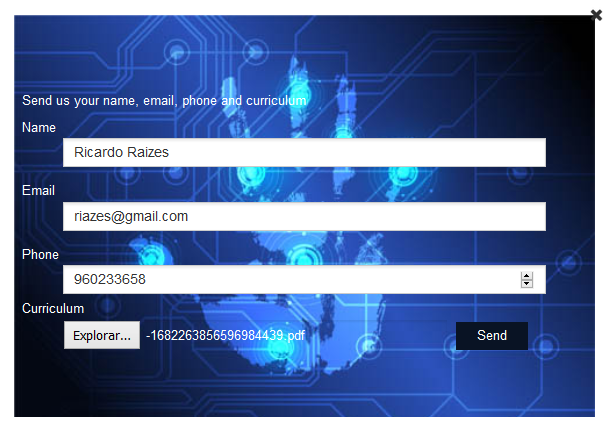 Send us your name, email, phone and curriculum
Name
Ricardo Raizes
Email
riazes@gmail.com
Phone
960233658
Curriculum
Explorar... -1682263856596984439.pdf Send